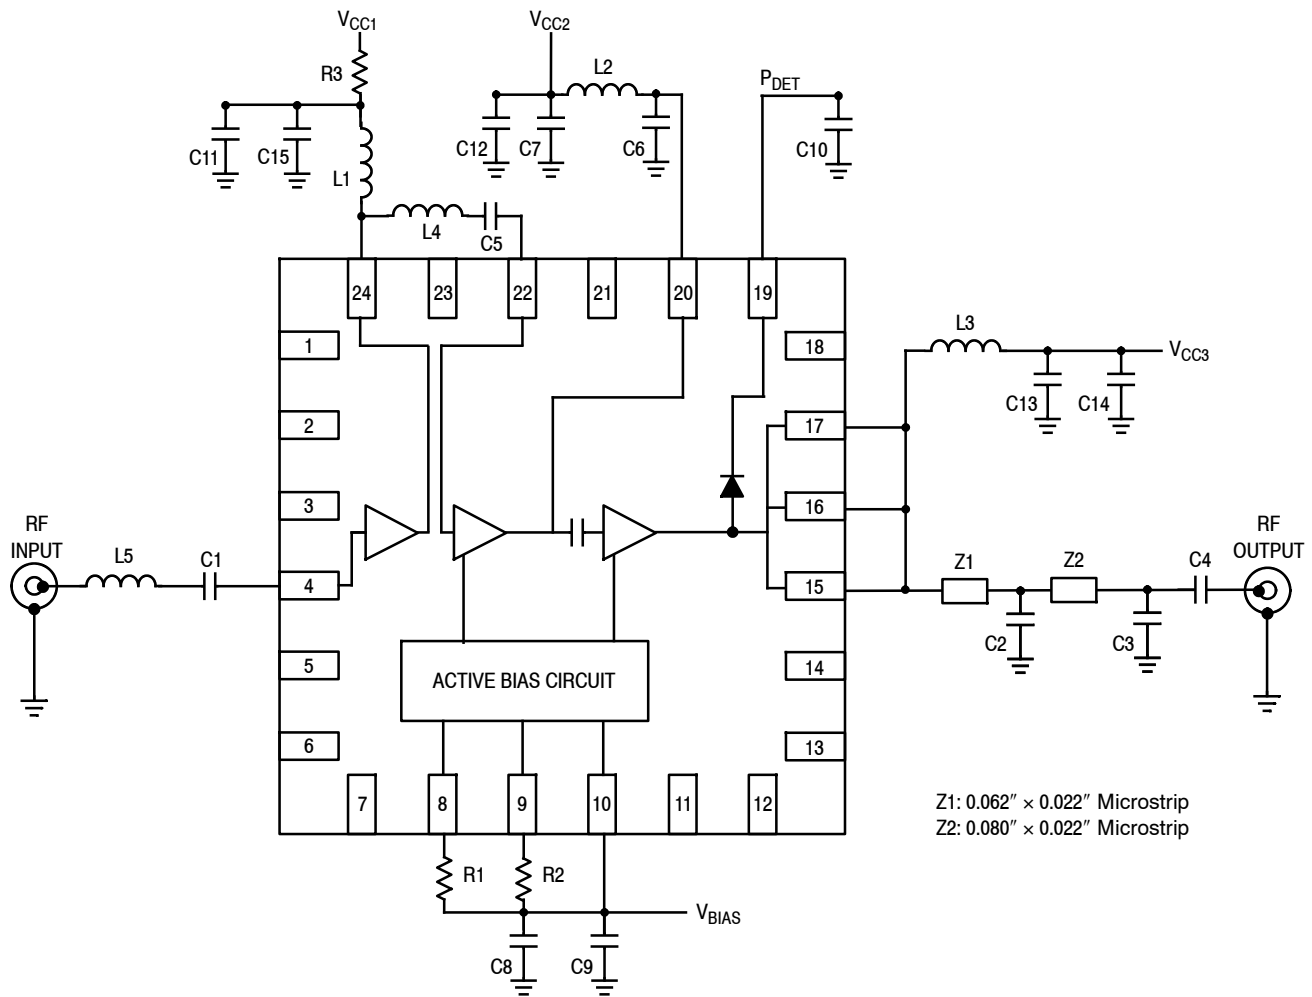 VCC1
VCC2
R3
L2
PDET
C11
C15
L1
C12
C7
C6
C10
L4
C5
24
23
22
21
20
19
1
2
3
4
5
6
18
17
16
15
14
13
L3
VCC3
C13
C14
RF
INPUT
L5
C1
Z1
Z2
C4
RF
OUTPUT
C2
C3
ACTIVE BIAS CIRCUIT
7
8
9
10
11
12
Z1: 0.062″ × 0.022″ Microstrip
Z2: 0.080″ × 0.022″ Microstrip
R1
R2
VBIAS
C8
C9